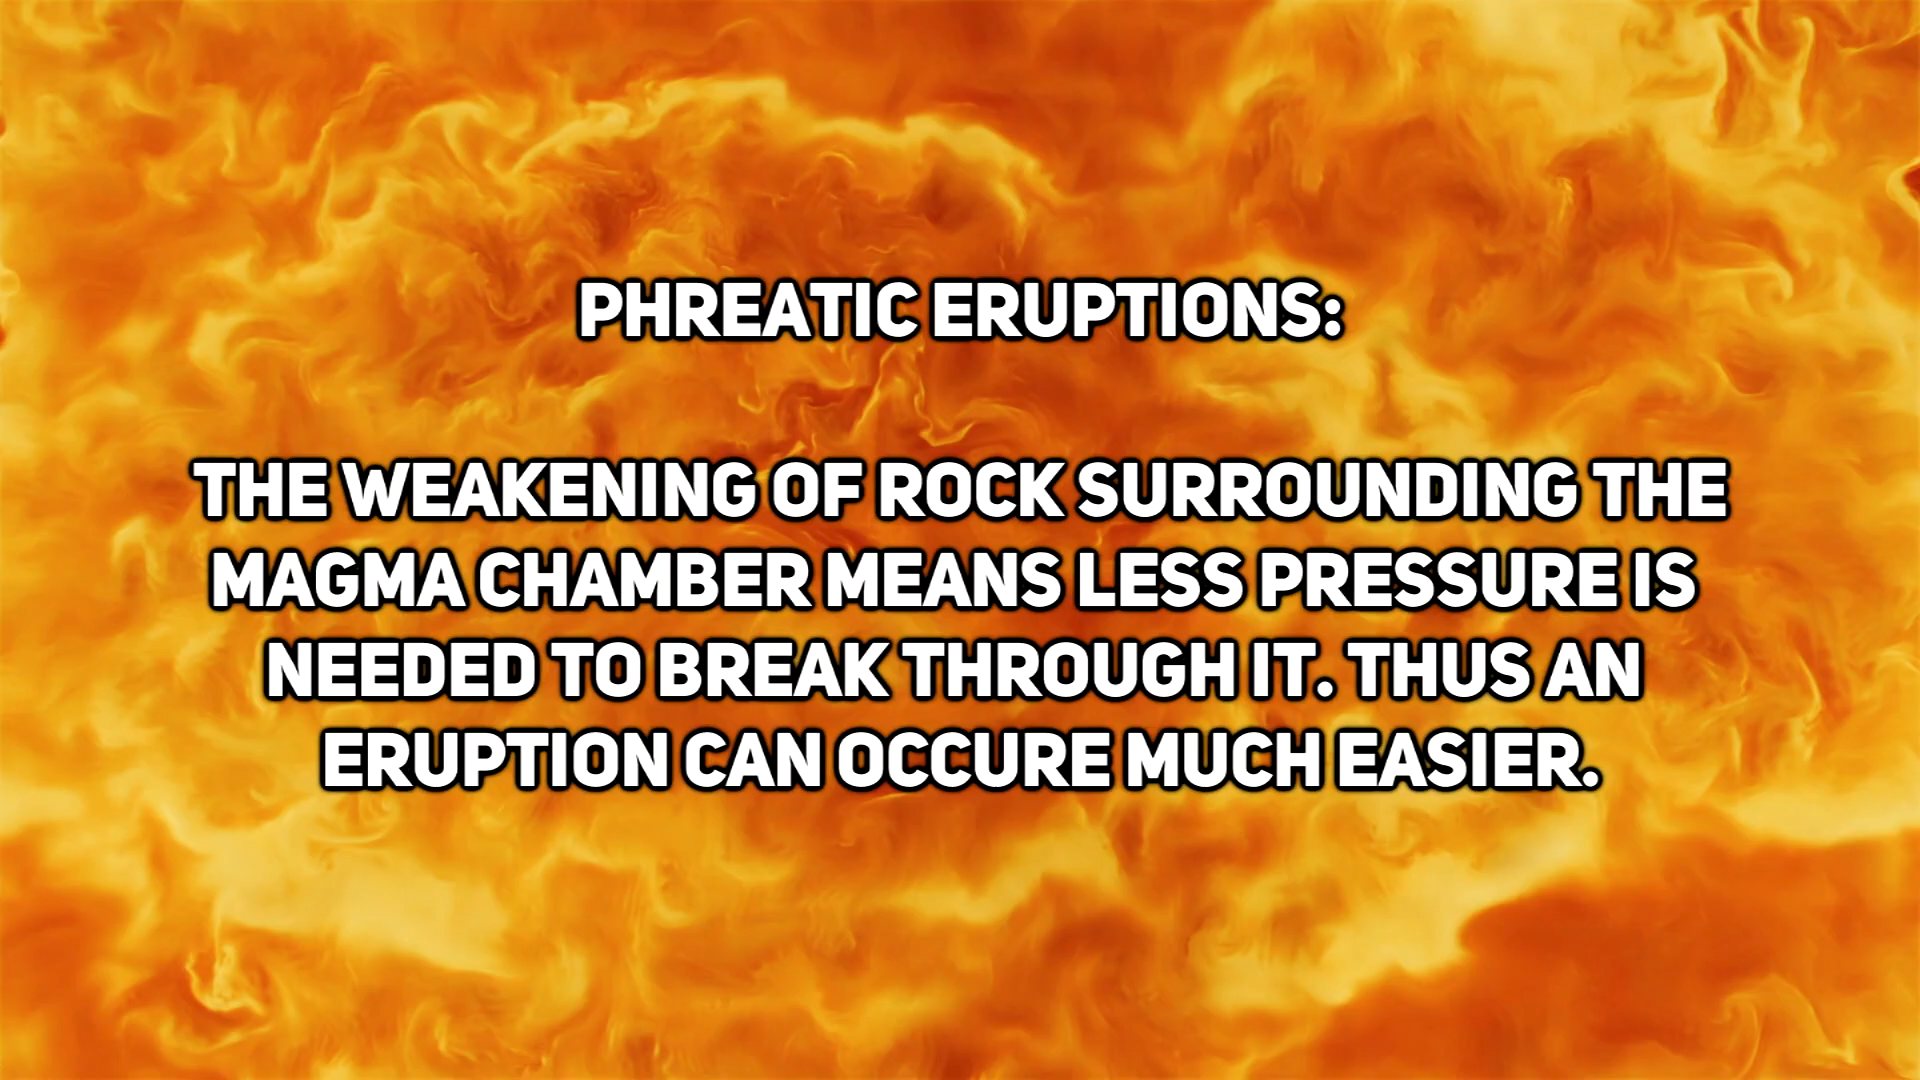 PHREATIC ERUPTIONS:
THE WEAKENING OF ROCK SURROUNDING THE
MAGMA CHAMBER MEANS LESS PRESSURE IS
NEEDED TO BREAK THROUGH IT. THUS AN
ERUPTION CAN OCCURE MUCH EASIER.